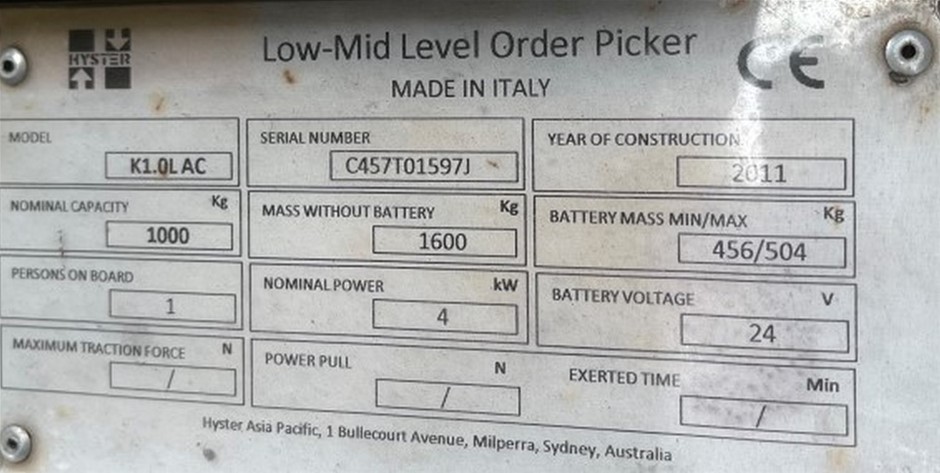 HYSTER
Low-Mid Level Order Picker
CE
MADE IN ITALY
MODEL
K1.0L AC
SERIAL NUMBER
C457T01597J
YEAR OF CONSTRUCTION
2011
NOMINAL CAPACITY Kg
1000
MASS WITHOUT BATTERY Kg
1600
BATTERY MASS MIN/MAX Kg
456/504
PERSONS ON BOARD
1
NOMINAL POWER kW
4
BATTERY VOLTAGE V
24
MAXIMUM TRACTION FORCE N
/
POWER PULL N
/
EXERTED TIME Min
/
Hyster Asia Pacific, 1 Bullecourt Avenue, Milperra, Sydney, Australia